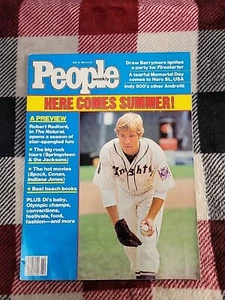 People
weekly
Drew Barrymore ignites
a party for Firestarter
A tearful Memorial Day
comes to Hero St., USA
Indy 500's other Andretti
HERE COMES SUMMER!
A PREVIEW
Robert Redford,
in The Natural,
opens a season of
star-spangled fun:
• The big rock
tours (Springsteen
& the Jacksons)
• The hot movies
(Spock, Conan,
Indiana Jones)
• Best beach books
PLUS Di's baby,
Olympic champs,
conventions,
festivals, food,
fashion—and more
Knights